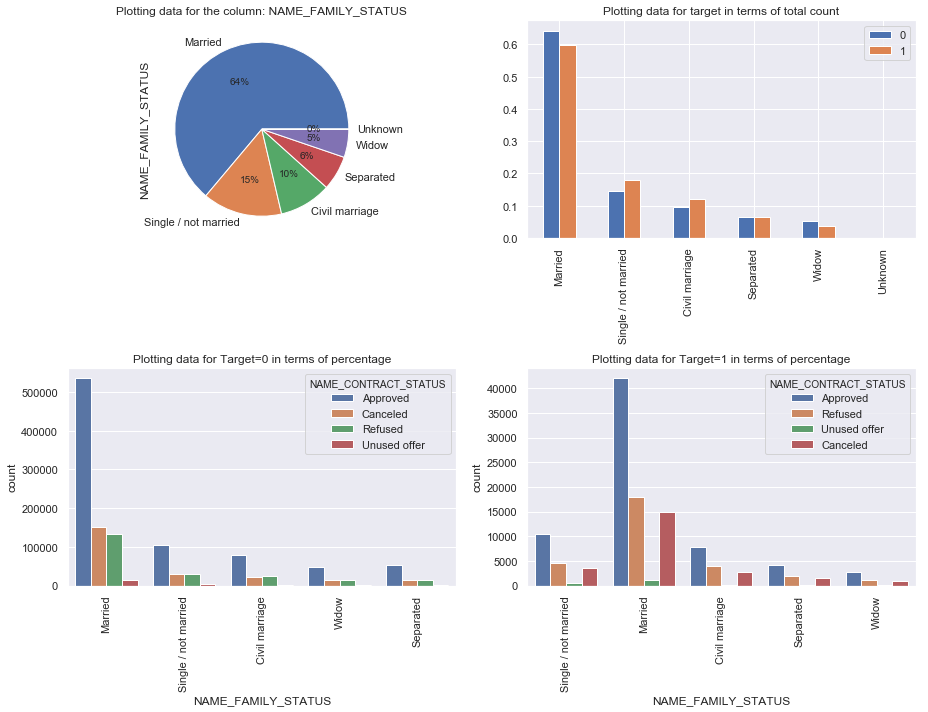 Plotting data for the column: NAME_FAMILY_STATUS
NAME_FAMILY_STATUS
Married
64%
0%
Unknown
5%
Widow
6%
Separated
10%
Civil marriage
15%
Single / not married
Plotting data for target in terms of total count
0
1
0.6
0.5
0.4
0.3
0.2
0.1
0.0
Married
Single / not married
Civil marriage
Separated
Widow
Unknown
Plotting data for Target=0 in terms of percentage
NAME_CONTRACT_STATUS
Approved
Canceled
Refused
Unused offer
count
500000
400000
300000
200000
100000
0
Married
Single / not married
Civil marriage
Widow
Separated
NAME_FAMILY_STATUS
Plotting data for Target=1 in terms of percentage
NAME_CONTRACT_STATUS
Approved
Refused
Unused offer
Canceled
count
40000
35000
30000
25000
20000
15000
10000
5000
0
Single / not married
Married
Civil marriage
Separated
Widow
NAME_FAMILY_STATUS